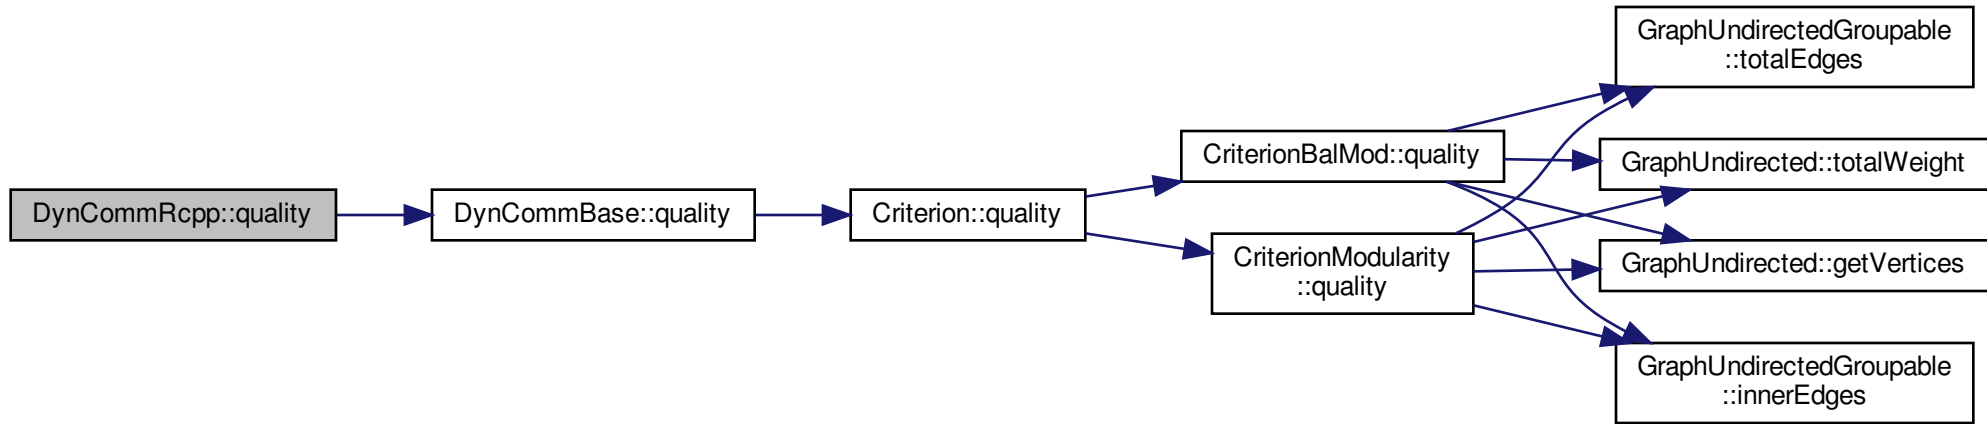 DynCommRcpp::quality
DynCommBase::quality
Criterion::quality
CriterionBalMod::quality
CriterionModularity
::quality
GraphUndirectedGroupable
::totalEdges
GraphUndirected::totalWeight
GraphUndirected::getVertices
GraphUndirectedGroupable
::innerEdges